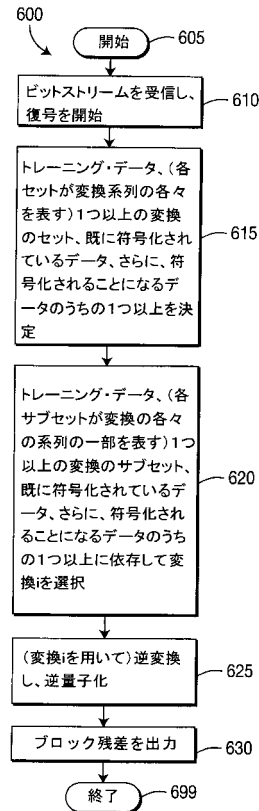 600
開始
605
ビットストリームを受信し、
復号を開始
610
トレーニング・データ、(各
セットが変換系列の各々
を表す)1つ以上の変換
のセット、既に符号化され
ているデータ、さらに、符
号化されることになるデ
ータのうちの1つ以上を決
定
615
トレーニング・データ、(各
サブセットが変換の各々
の系列の一部を表す)1つ
以上の変換のサブセット、
既に符号化されているデ
ータ、さらに、符号化され
ることになるデータのうち
の1つ以上に依存して変
換iを選択
620
(変換iを用いて)逆変換
し、逆量子化
625
ブロック残差を出力
630
終了
699